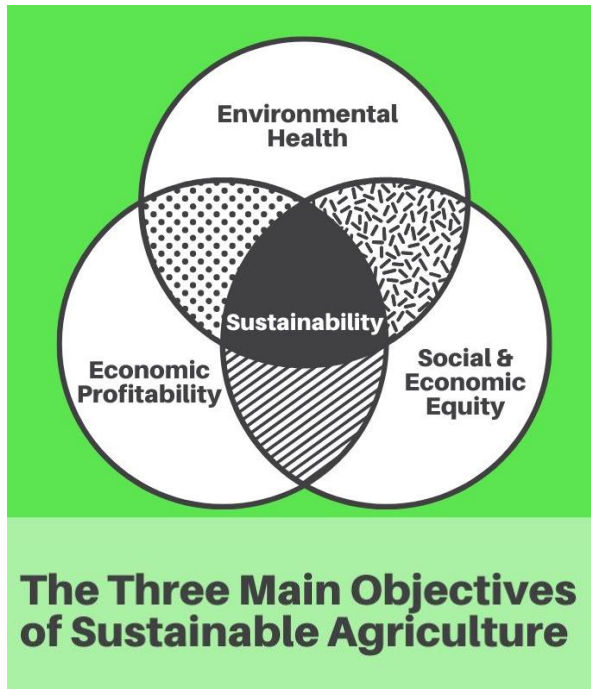 Environmental
Health
Sustainability
Economic
Profitability
Social &
Economic
Equity
The Three Main Objectives
of Sustainable Agriculture